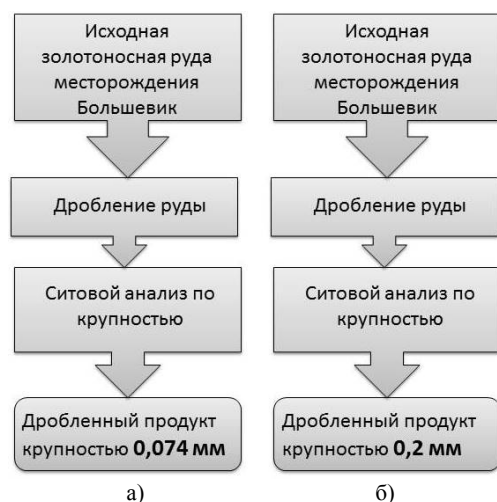 Исходная
золотоносная руда
месторождения
Большевик
Дробление руды
Ситовой анализ по
крупностью
Дробленный продукт
крупностью 0,074 мм
а)
Исходная
золотоносная руда
месторождения
Большевик
Дробление руды
Ситовой анализ по
крупностью
Дробленный продукт
крупностью 0,2 мм
б)